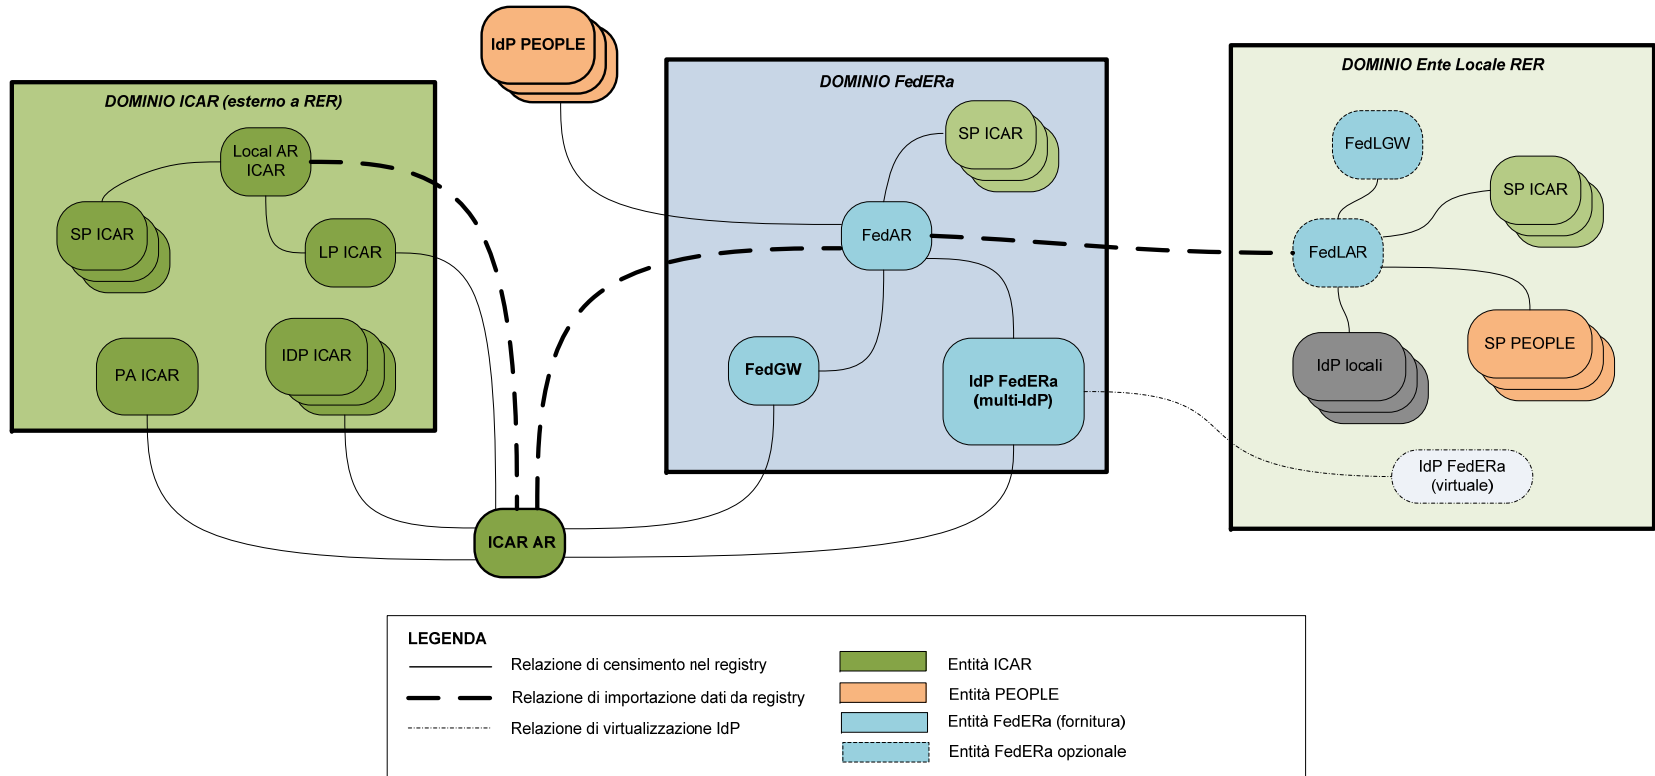 IdP PEOPLE
DOMINIO ICAR (esterno a RER)
Local AR
ICAR
SP ICAR
LP ICAR
IDP ICAR
PA ICAR
ICAR AR
DOMINIO FedERa
SP ICAR
FedAR
FedGW
IdP FedERa
(multi-IdP)
DOMINIO Ente Locale RER
FedLGW
SP ICAR
FedLAR
IdP locali
SP PEOPLE
IdP FedERa
(virtuale)
LEGENDA
Relazione di censimento nel registry
Relazione di importazione dati da registry
Relazione di virtualizzazione IdP
Entità ICAR
Entità PEOPLE
Entità FedERa (fornitura)
Entità FedERa opzionale